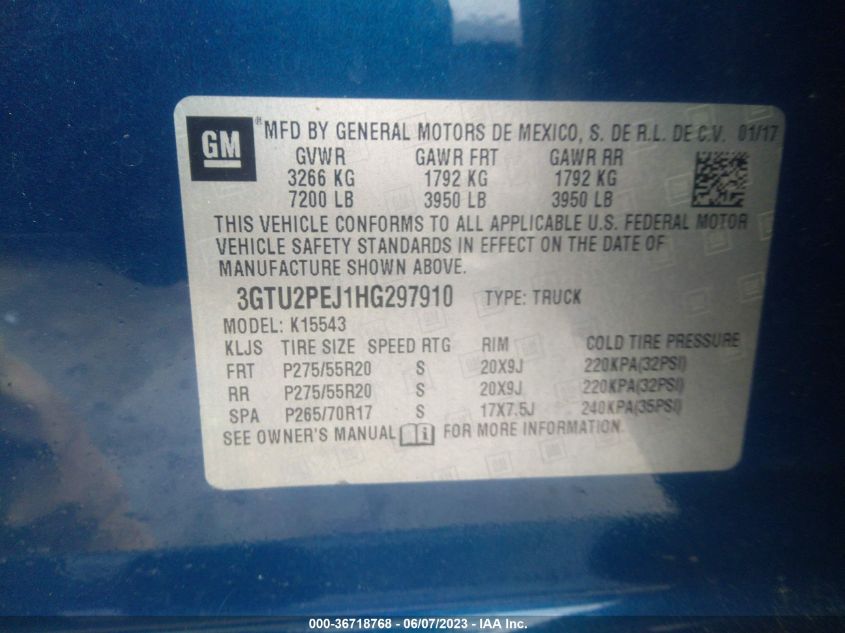 GM ® MFD BY GENERAL MOTORS DE MEXICO, S. DE R.L. DE C.V. 01/17
GVWR GAWR FRT GAWR RR
3266 KG 1792 KG 1792 KG
7200 LB 3950 LB 3950 LB
THIS VEHICLE CONFORMS TO ALL APPLICABLE U.S. FEDERAL MOTOR
VEHICLE SAFETY STANDARDS IN EFFECT ON THE DATE OF
MANUFACTURE SHOWN ABOVE.
3GTU2PEJ1HG297910 TYPE: TRUCK
MODEL: K15543
KLJS TIRE SIZE SPEED RTG RIM COLD TIRE PRESSURE
FRT P275/55R20 S 20X9J 220KPA(32PSI)
RR P275/55R20 S 20X9J 220KPA(32PSI)
SPA P265/70R17 S 17X7.5J 240KPA(35PSI)
SEE OWNER'S MANUAL i FOR MORE INFORMATION.
000-36718768 - 06/07/2023 - IAA Inc.